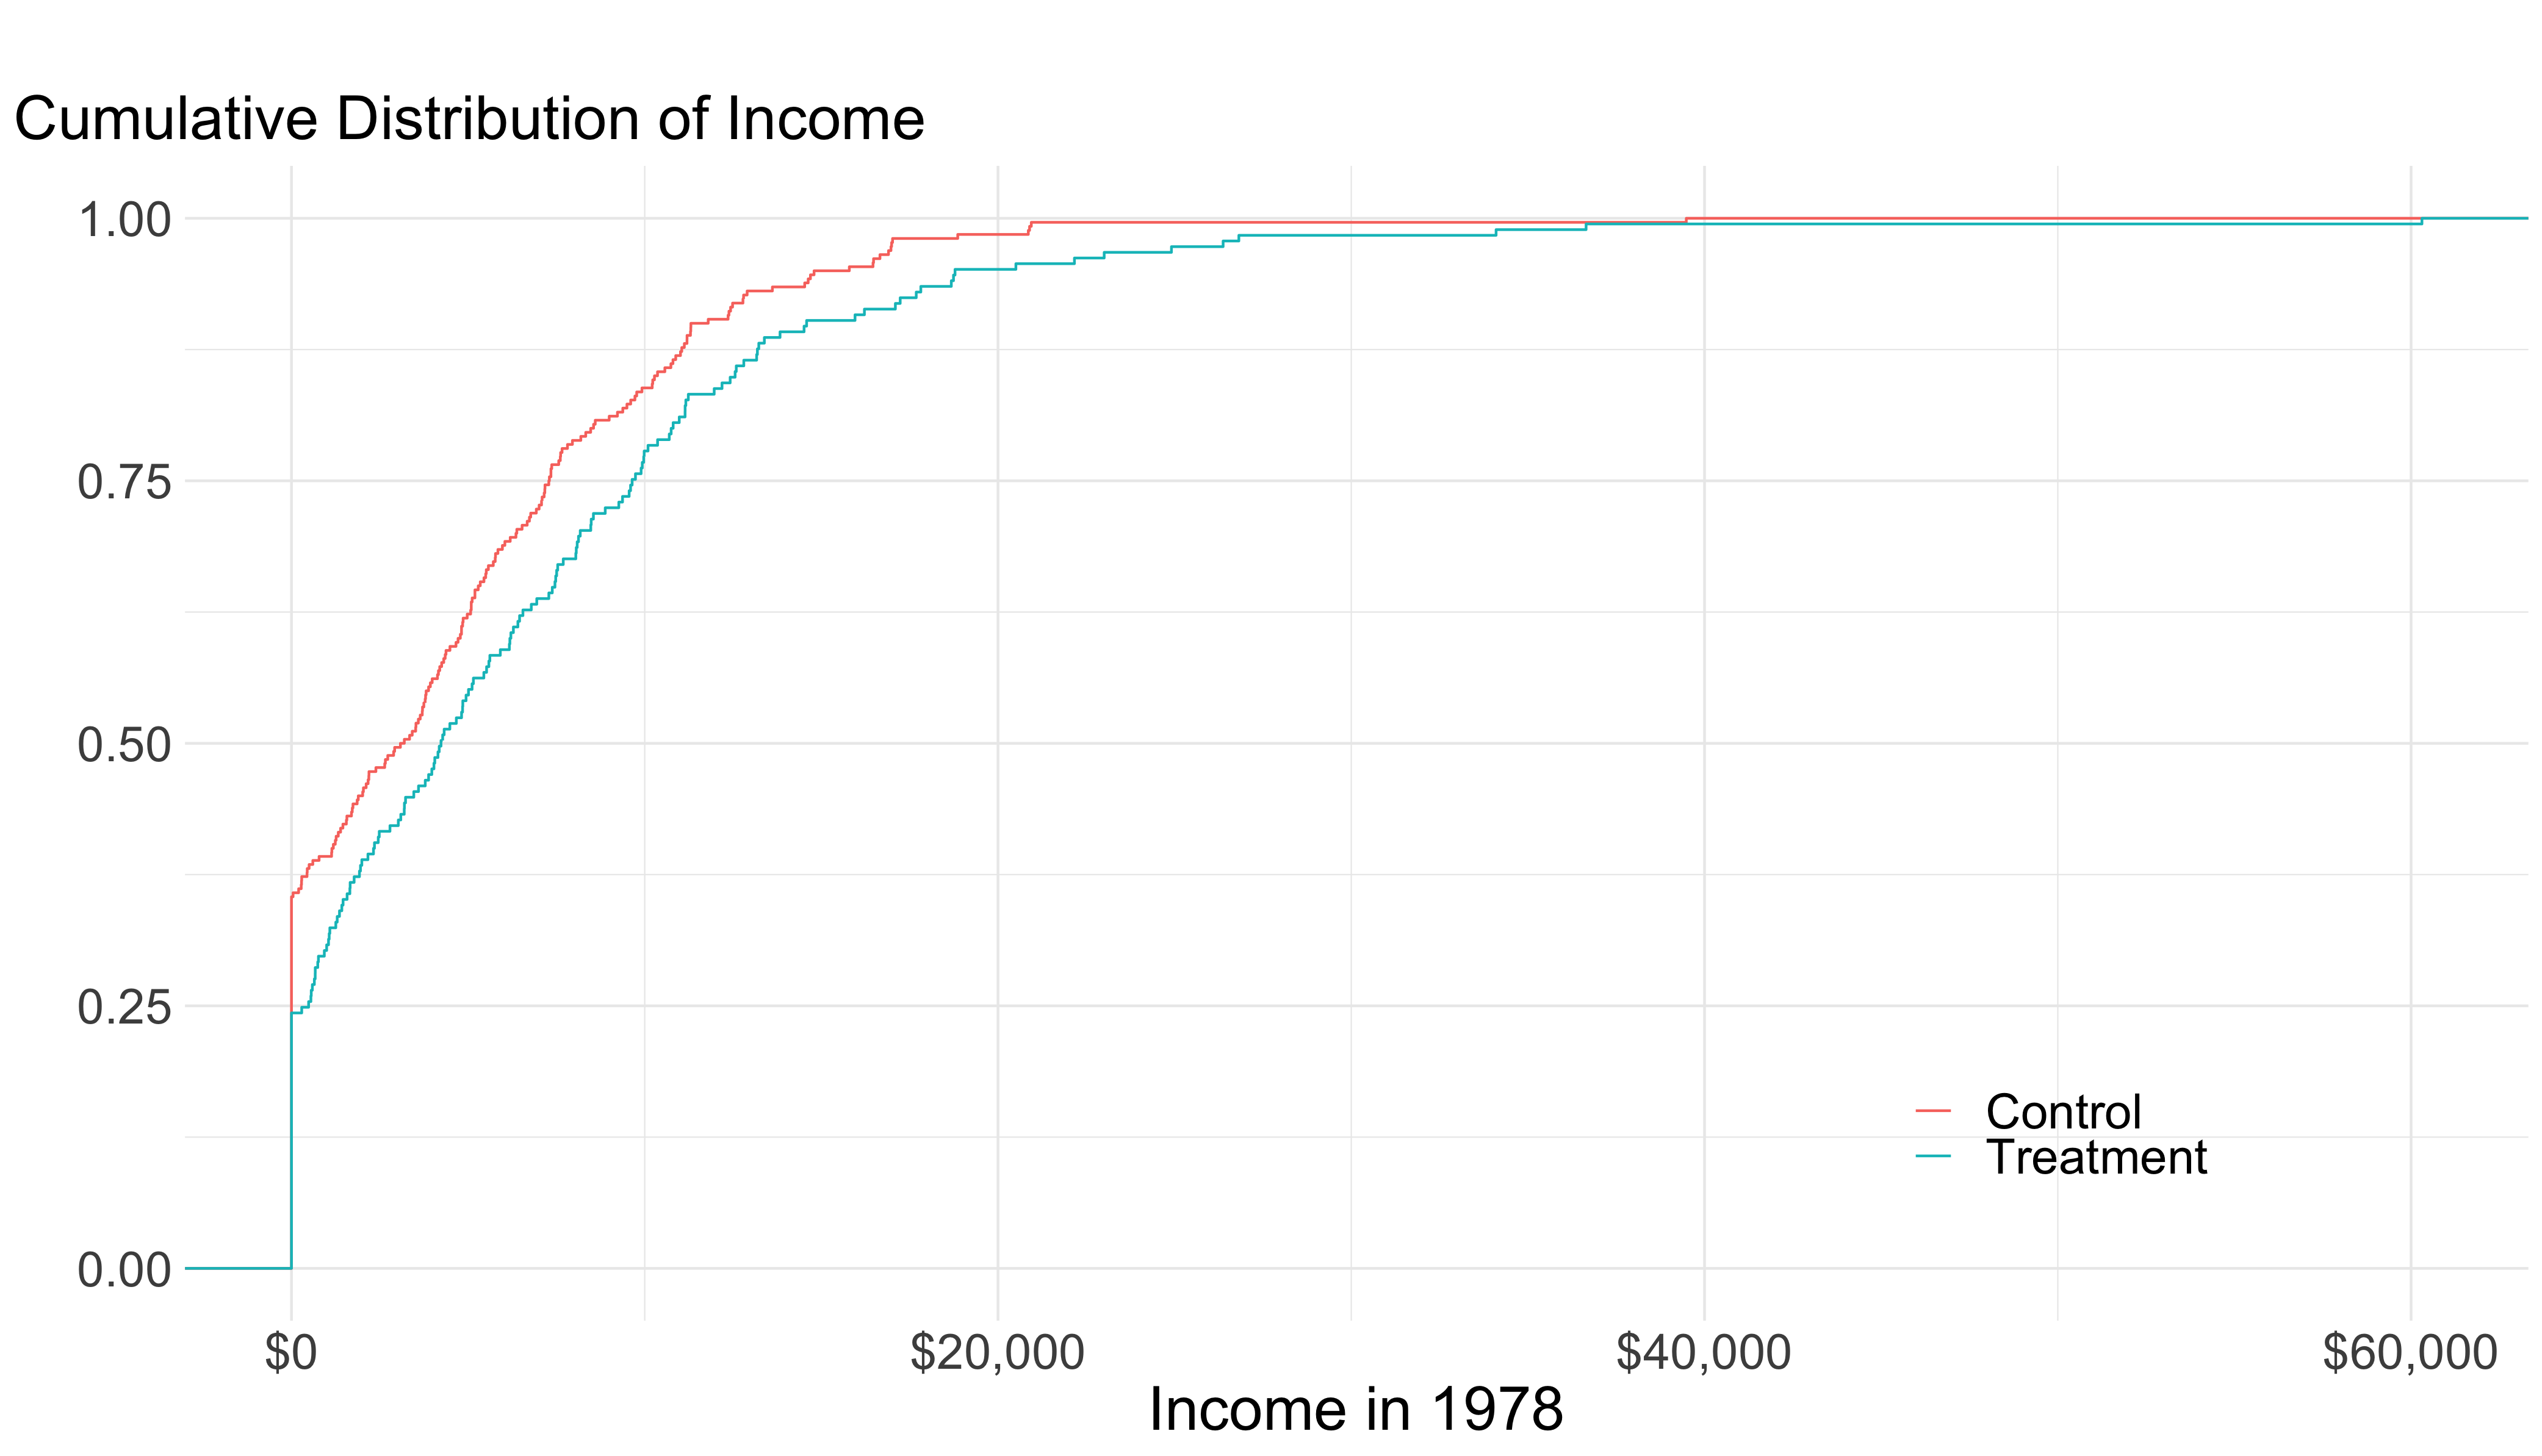 Cumulative Distribution of Income
1.00
0.75
0.50
0.25
0.00
Control
Treatment
$0 $20,000 $40,000 $60,000
Income in 1978